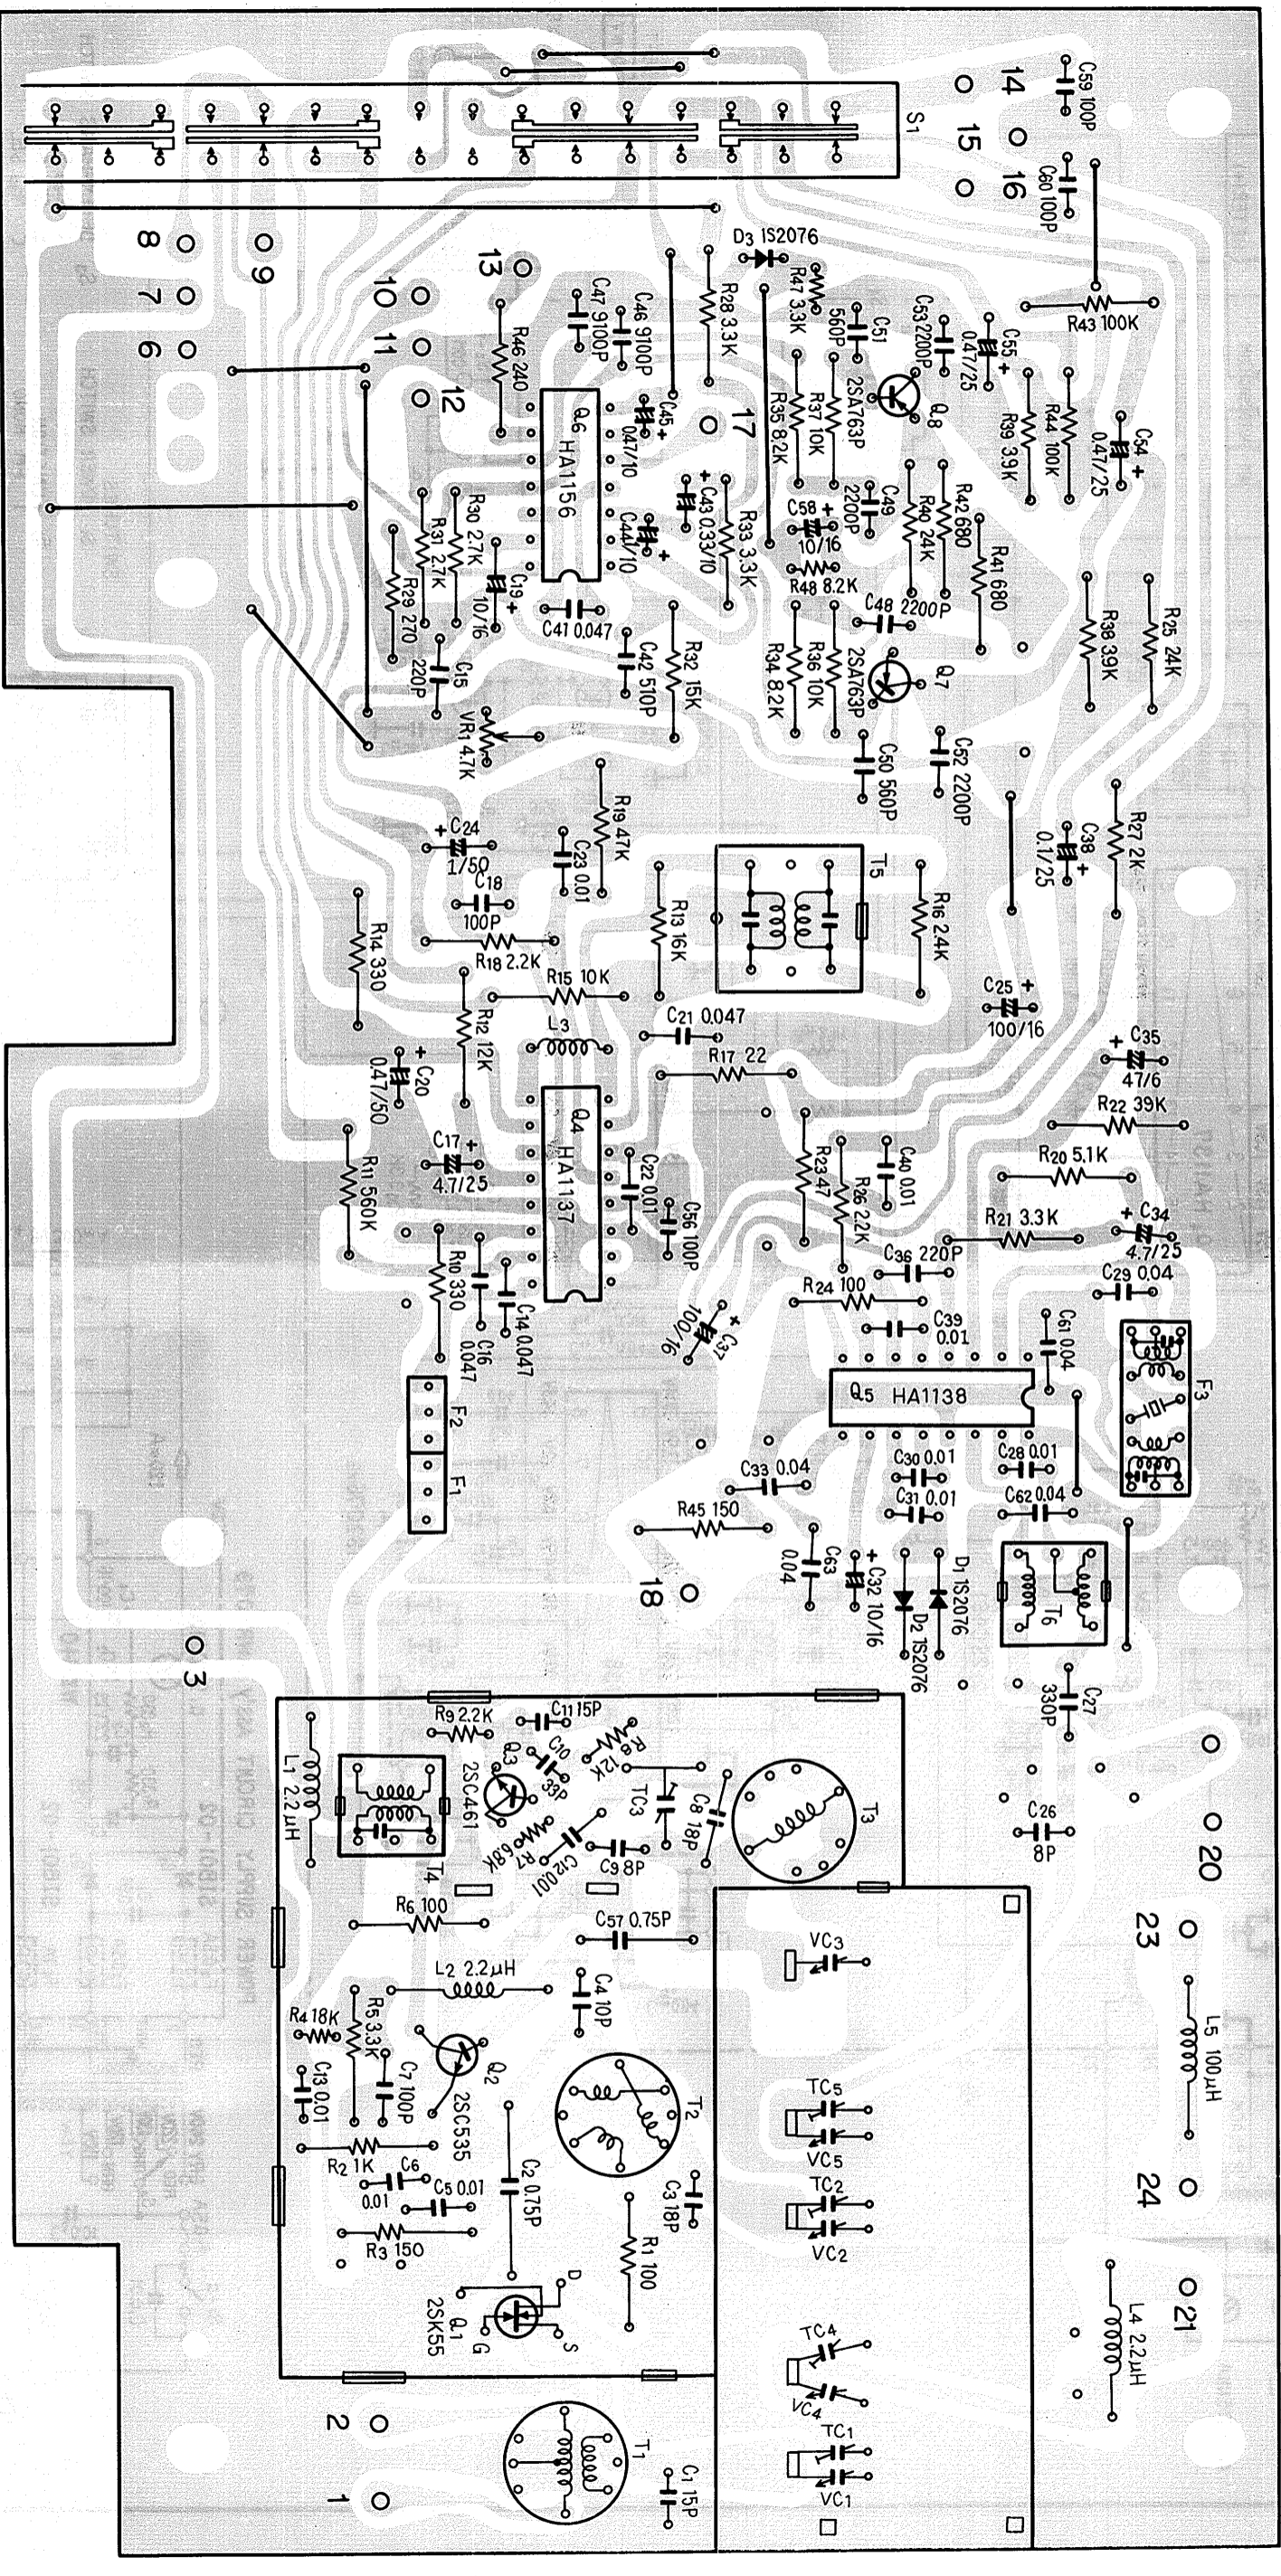 C59 100P
14
S1
15
16
C60 100P
8
9
7
6
13
10
11
12
D3 1S2076
R47 3.3K
R28 3.3K
C47 9100P
C46 9100P
R46 240
C51
560P
C53 2200P
C55 +
0.47/25
R43 100K
R44 100K
R39 39K
C54 +
0.47/25
Q8
2SA763P
R37 10K
R35 8.2K
17
C45 +
0.47/10
Q6 HA1156
+ C43 0.33/10
R33 3.3K
C44 1/10 +
C58 +
10/16
R48 8.2K
C49
2200P
R42 680
R40 24K
R41 680
R30 2.7K
R31 2.7K
R29 270
C19 +
10/16
C41 0.047
C42 510P
R32 15K
C15
220P
VR1 4.7K
C48 2200P
R36 10K
R34 8.2K
2SA763P
Q7
R38 39K
R25 24K
C50 560P
C52 2200P
R19 47K
C23 0.01
+ C24
1/50
C18
100P
R18 2.2K
R14 330
R13 16K
T5
R16 2.4K
C38 +
0.1/25
R27 2K
R15 10K
R12 12K
L3
C21 0.047
R17 22
C25 +
100/16
+ C35
47/6
R22 39K
+ C20
0.47/50
C17 +
4.7/25
R11 560K
Q4 HA1137
C22 0.01
C56 100P
R23 47
R26 2.2K
C40 0.01
R20 5.1K
R21 3.3K
+ C34
4.7/25
R10 330
C16
0.047
C14 0.047
+ C37
100/16
C36 220P
R24 100
C39
0.01
C29 0.04
C61 0.04
F3
Q5 HA1138
F2
F1
C33 0.04
R45 150
C30 0.01
C31 0.01
C28 0.01
C62 0.04
C63
0.04
+ C32 10/16
D1 1S2076
D2 1S2076
T6
18
3
C27
330P
R9 2.2K
C11 15P
C10
33P
R8
12K
TC3
C8 18P
T3
Q3
2SC461
R7
6.8K
C12 0.01
C9 8P
L1 2.2μH
T4
C26
8P
20
R6 100
C57 0.75P
L2 2.2μH
C4 10P
VC3
23
R4 18K
R5 3.3K
C13 0.01
C7 100P
Q2
2SC535
T2
L5 100μH
TC5
VC5
R2 1K
C6
0.01
C5 0.01
C2 0.75P
C3 18P
TC2
VC2
24
R3 150
R1 100
D
S
G
Q1
2SK55
21
L4 2.2μH
TC4
VC4
2
1
T1
C1 15P
TC1
VC1